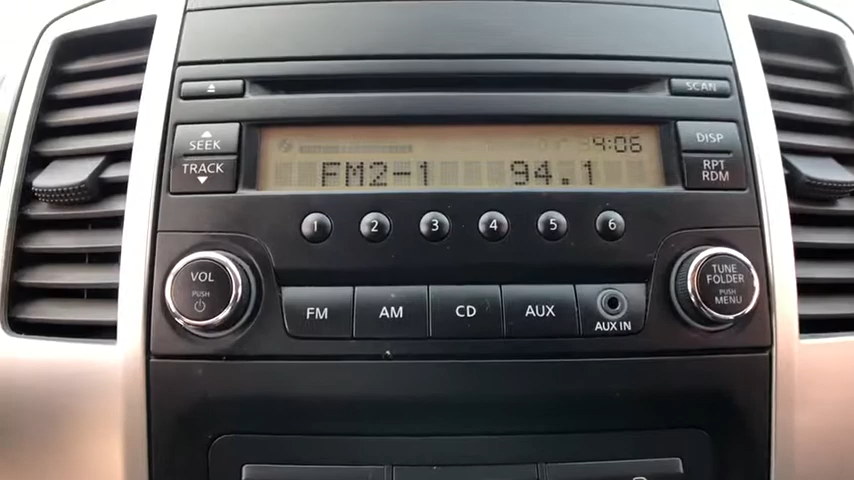 SCAN
4:06
SEEK
TRACK
FM2-1 94.1
DISP
RPT
RDM
1 2 3 4 5 6
VOL
PUSH
FM AM CD AUX
AUX IN
TUNE
FOLDER
PUSH
MENU